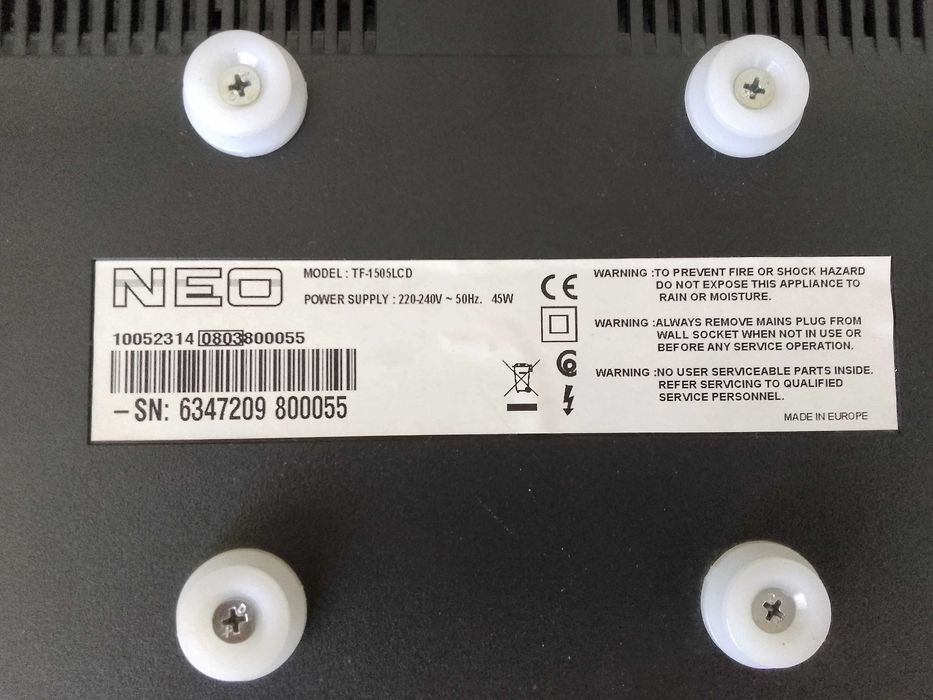 NEO
MODEL : TF-1505LCD
POWER SUPPLY : 220-240V ~ 50Hz. 45W
10052314 0803800055
–SN: 6347209 800055
CE
WARNING :TO PREVENT FIRE OR SHOCK HAZARD
DO NOT EXPOSE THIS APPLIANCE TO
RAIN OR MOISTURE.
WARNING :ALWAYS REMOVE MAINS PLUG FROM
WALL SOCKET WHEN NOT IN USE OR
BEFORE ANY SERVICE OPERATION.
WARNING :NO USER SERVICEABLE PARTS INSIDE.
REFER SERVICING TO QUALIFIED
SERVICE PERSONNEL.
MADE IN EUROPE